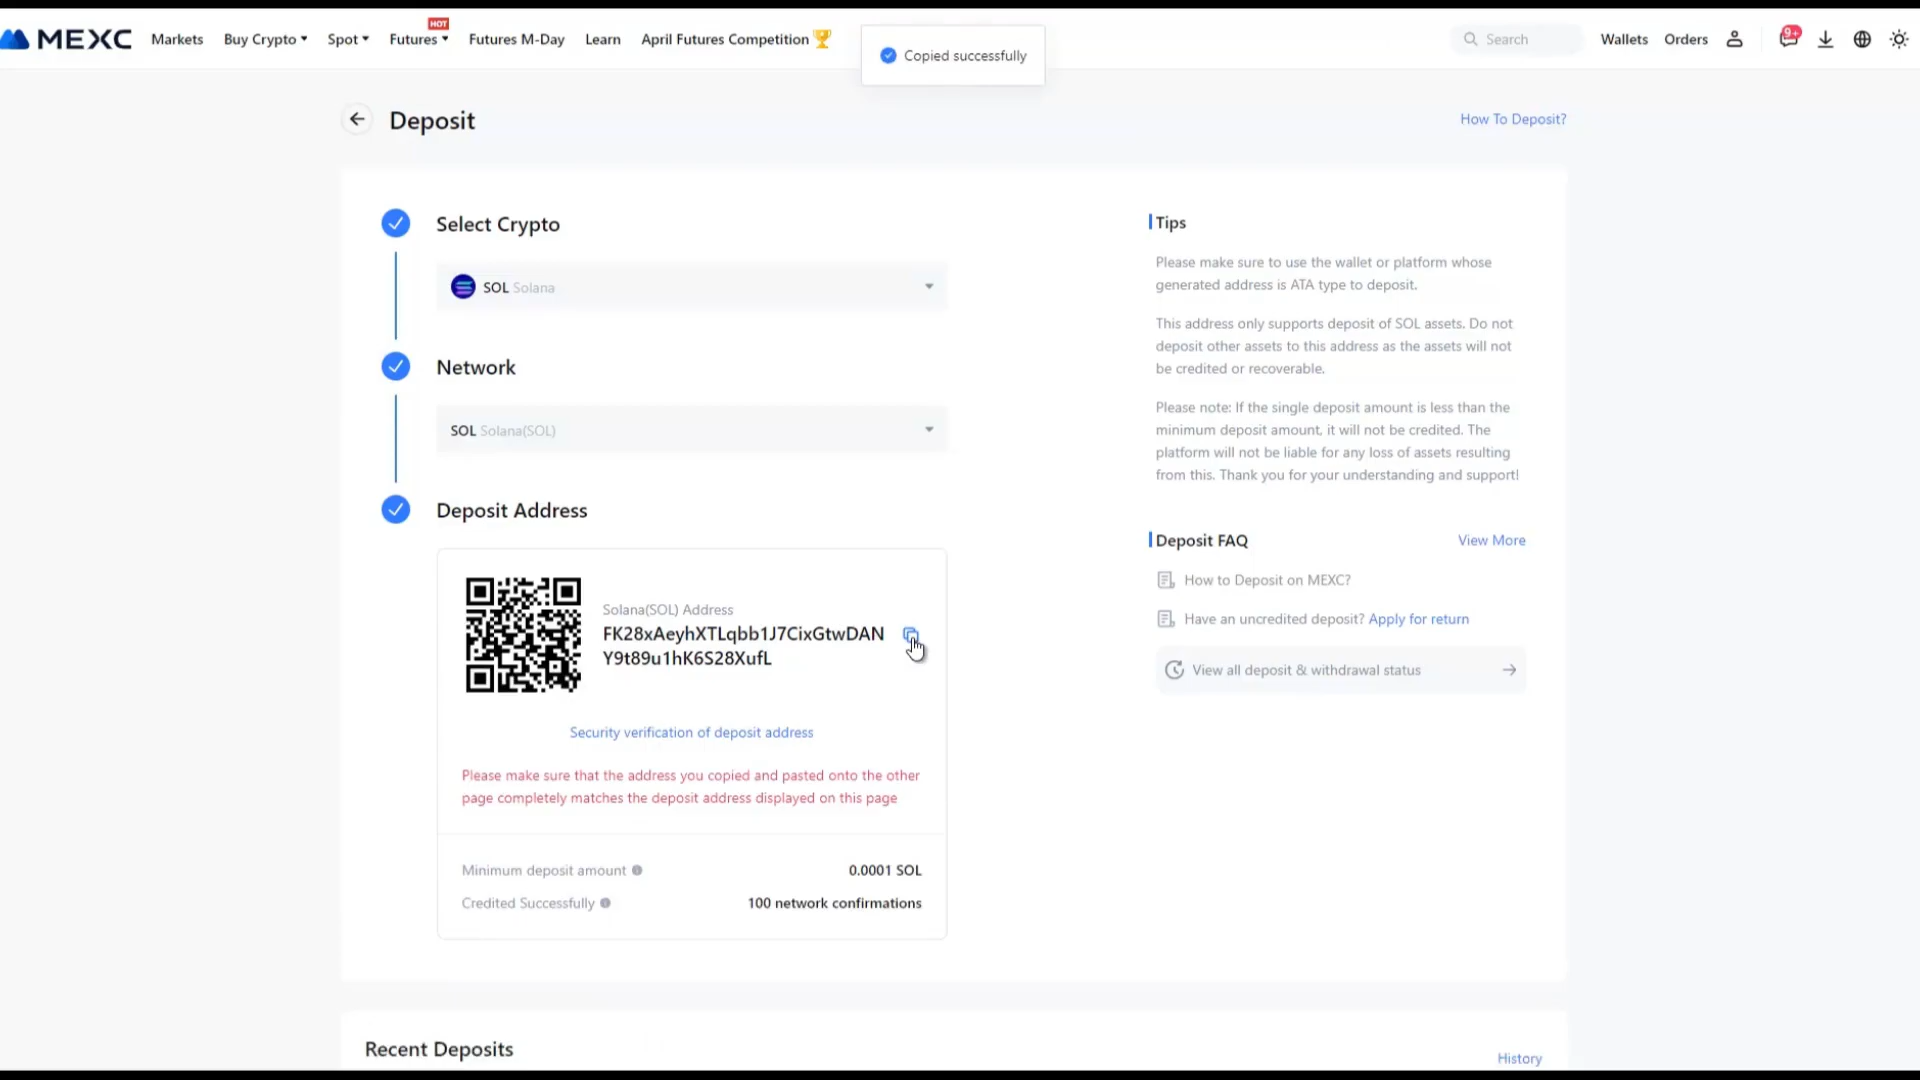 MEXC
Markets
Buy Crypto
Spot
Futures
HOT
Futures M-Day
Learn
April Futures Competition
Copied successfully
Search
Wallets
Orders
9+
Deposit
How To Deposit?
Select Crypto
SOL Solana
Network
SOL Solana(SOL)
Deposit Address
Solana(SOL) Address
FK28xAeyhXTLqbb1J7CixGtwDAN
Y9t89u1hK6S28XufL
Security verification of deposit address
Please make sure that the address you copied and pasted onto the other
page completely matches the deposit address displayed on this page
Minimum deposit amount
0.0001 SOL
Credited Successfully
100 network confirmations
Tips
Please make sure to use the wallet or platform whose
generated address is ATA type to deposit.
This address only supports deposit of SOL assets. Do not
deposit other assets to this address as the assets will not
be credited or recoverable.
Please note: If the single deposit amount is less than the
minimum deposit amount, it will not be credited. The
platform will not be liable for any loss of assets resulting
from this. Thank you for your understanding and support!
Deposit FAQ
View More
How to Deposit on MEXC?
Have an uncredited deposit? Apply for return
View all deposit & withdrawal status
Recent Deposits
History